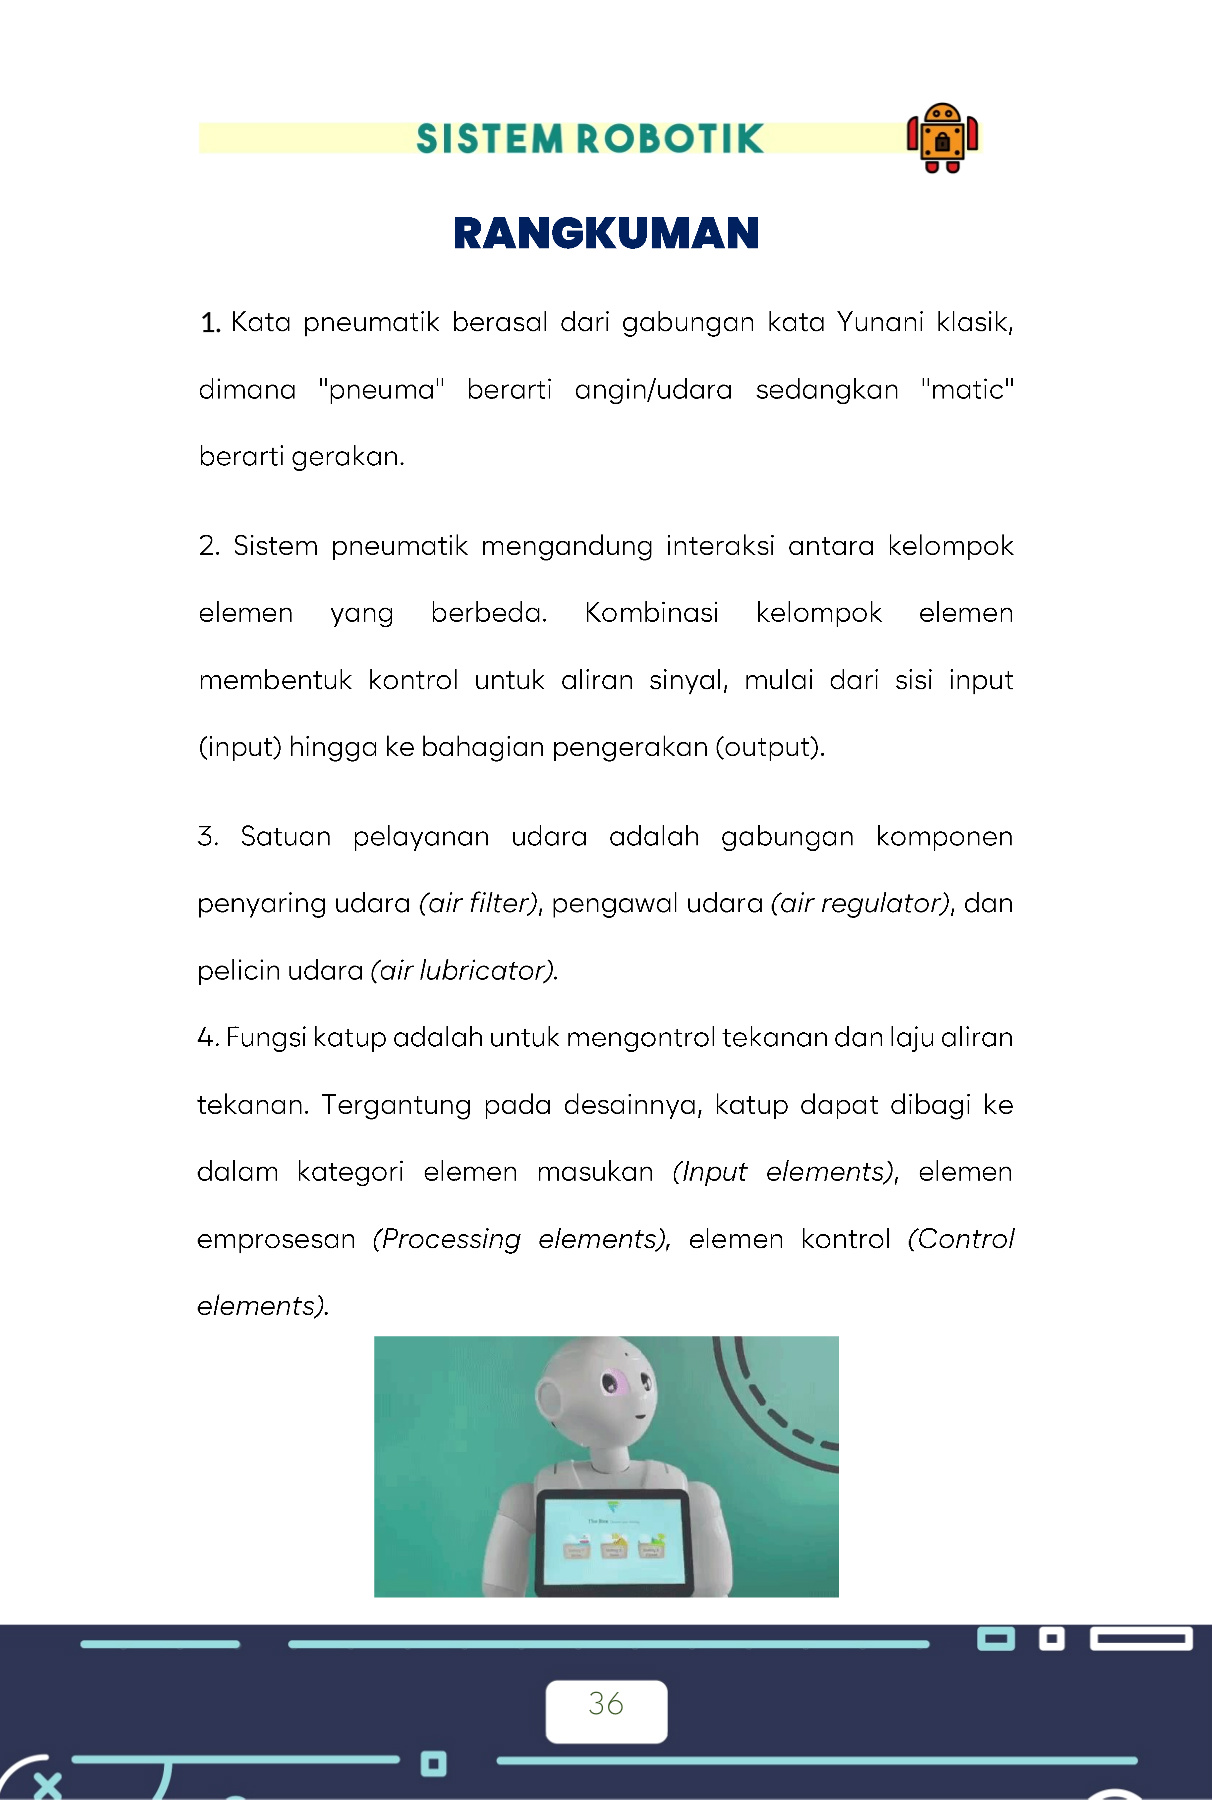 SISTEM ROBOTIK
RANGKUMAN
1. Kata pneumatik berasal dari gabungan kata Yunani klasik,
dimana "pneuma" berarti angin/udara sedangkan "matic"
berarti gerakan.
2. Sistem pneumatik mengandung interaksi antara kelompok
elemen yang berbeda. Kombinasi kelompok elemen
membentuk kontrol untuk aliran sinyal, mulai dari sisi input
(input) hingga ke bahagian pengerakan (output).
3. Satuan pelayanan udara adalah gabungan komponen
penyaring udara (air filter), pengawal udara (air regulator), dan
pelicin udara (air lubricator).
4. Fungsi katup adalah untuk mengontrol tekanan dan laju aliran
tekanan. Tergantung pada desainnya, katup dapat dibagi ke
dalam kategori elemen masukan (Input elements), elemen
emprosesan (Processing elements), elemen kontrol (Control
elements).
36